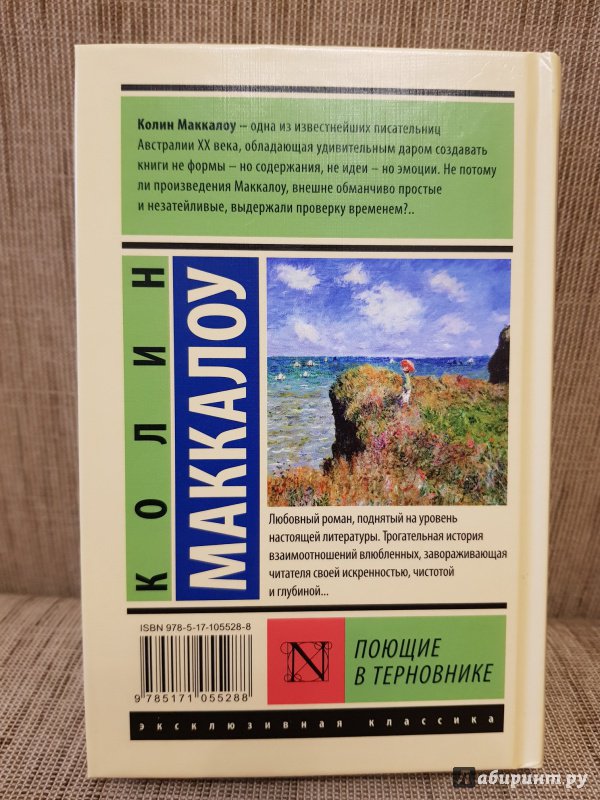 Колин Маккалоу – одна из известнейших писательниц
Австралии XX века, обладающая удивительным даром создавать
книги не формы – но содержания, не идеи – но эмоции. Не потому
ли произведения Маккалоу, внешне обманчиво простые
и незатейливые, выдержали проверку временем?..
КОЛИН
МАККАЛОУ
Любовный роман, поднятый на уровень
настоящей литературы. Трогательная история
взаимоотношений влюбленных, завораживающая
читателя своей искренностью, чистотой
и глубиной...
ISBN 978-5-17-105528-8
9 785171 055288
N
ПОЮЩИЕ
В ТЕРНОВНИКЕ
эксклюзивная классика
Лабиринт.ру